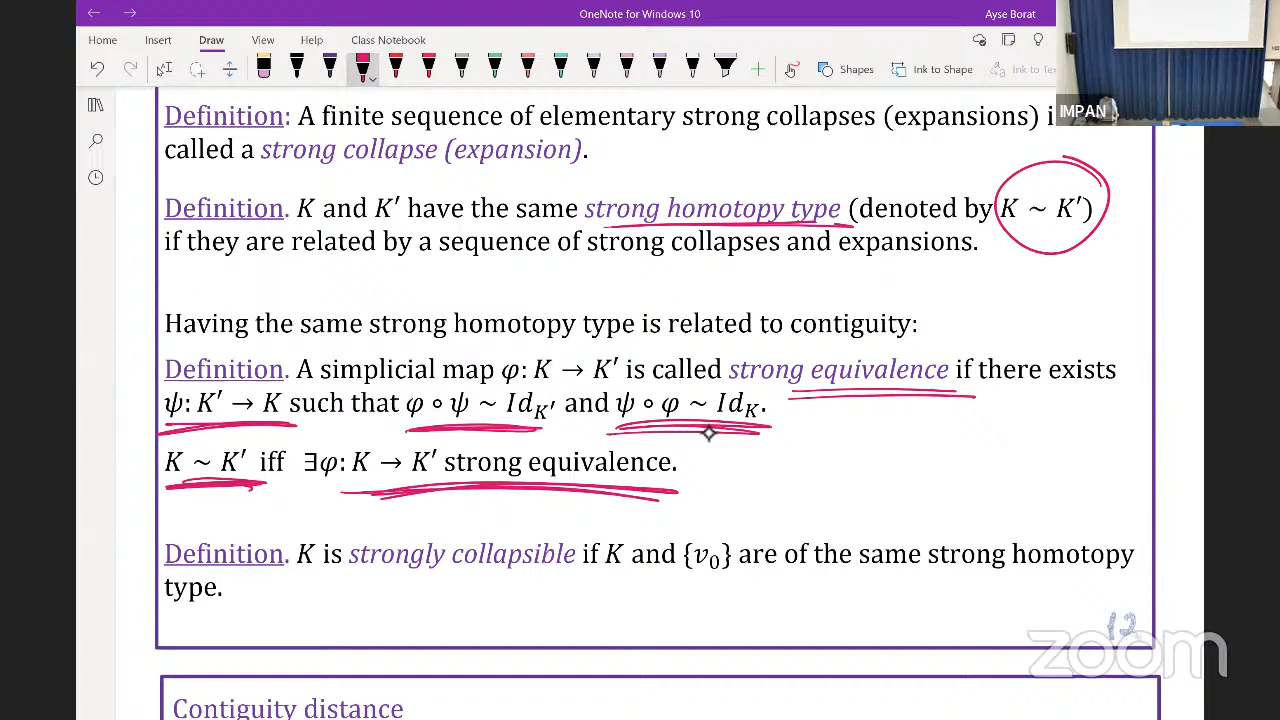 OneNote for Windows 10
Ayse Borat
Home Insert Draw View Help Class Notebook
Shapes Ink to Shape Ink to Te
IMPAN
Definition: A finite sequence of elementary strong collapses (expansions) i
called a strong collapse (expansion).
Definition. K and K′ have the same strong homotopy type (denoted by K ∼ K′)
if they are related by a sequence of strong collapses and expansions.
Having the same strong homotopy type is related to contiguity:
Definition. A simplicial map φ: K → K′ is called strong equivalence if there exists
ψ: K′ → K such that φ ∘ ψ ∼ Id_K′ and ψ ∘ φ ∼ Id_K.
K ∼ K′ iff ∃φ: K → K′ strong equivalence.
Definition. K is strongly collapsible if K and {v₀} are of the same strong homotopy
type.
12
zoom
Contiguity distance